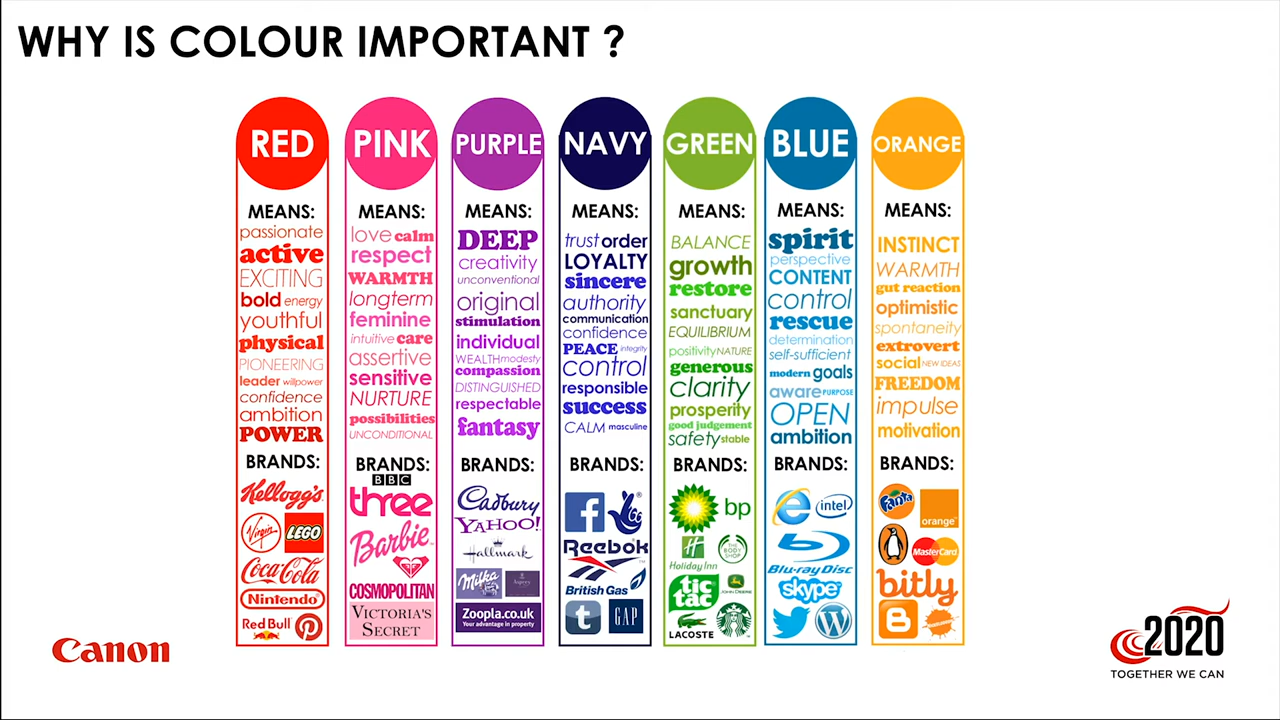 WHY IS COLOUR IMPORTANT ?
RED
MEANS:
passionate
active
EXCITING
bold energy
youthful
physical
PIONEERING
leader willpower
confidence
ambition
POWER
BRANDS:
Kellogg's
Virgin LEGO
Coca-Cola
Nintendo
Red Bull
PINK
MEANS:
love calm
respect
WARMTH
longterm
feminine
intuitive care
assertive
sensitive
NURTURE
possibilities
UNCONDITIONAL
BRANDS:
BBC
three
Barbie
COSMOPOLITAN
VICTORIA'S
SECRET
PURPLE
MEANS:
DEEP
creativity
unconventional
original
stimulation
individual
WEALTH modesty
compassion
DISTINGUISHED
respectable
fantasy
BRANDS:
Cadbury
YAHOO!
Hallmark
Milka
Zoopla.co.uk
Your advantage in property
NAVY
MEANS:
trust order
LOYALTY
sincere
authority
communication
confidence
PEACE integrity
control
responsible
success
CALM masculine
BRANDS:
f
Reebok
British Gas
t GAP
GREEN
MEANS:
BALANCE
growth
restore
sanctuary
EQUILIBRIUM
positivity NATURE
generous
clarity
prosperity
good judgement
safety stable
BRANDS:
bp
H THE BODY SHOP
Holiday Inn
tic
tac JOHN DEERE
LACOSTE
BLUE
MEANS:
spirit
perspective
CONTENT
control
rescue
determination
self-sufficient
modern goals
aware PURPOSE
OPEN
ambition
BRANDS:
e intel
Blu-ray Disc
skype
W
ORANGE
MEANS:
INSTINCT
WARMTH
gut reaction
optimistic
spontaneity
extrovert
social NEW IDEAS
FREEDOM
impulse
motivation
BRANDS:
Fanta orange
MasterCard
bitly
B
Canon
2020
TOGETHER WE CAN